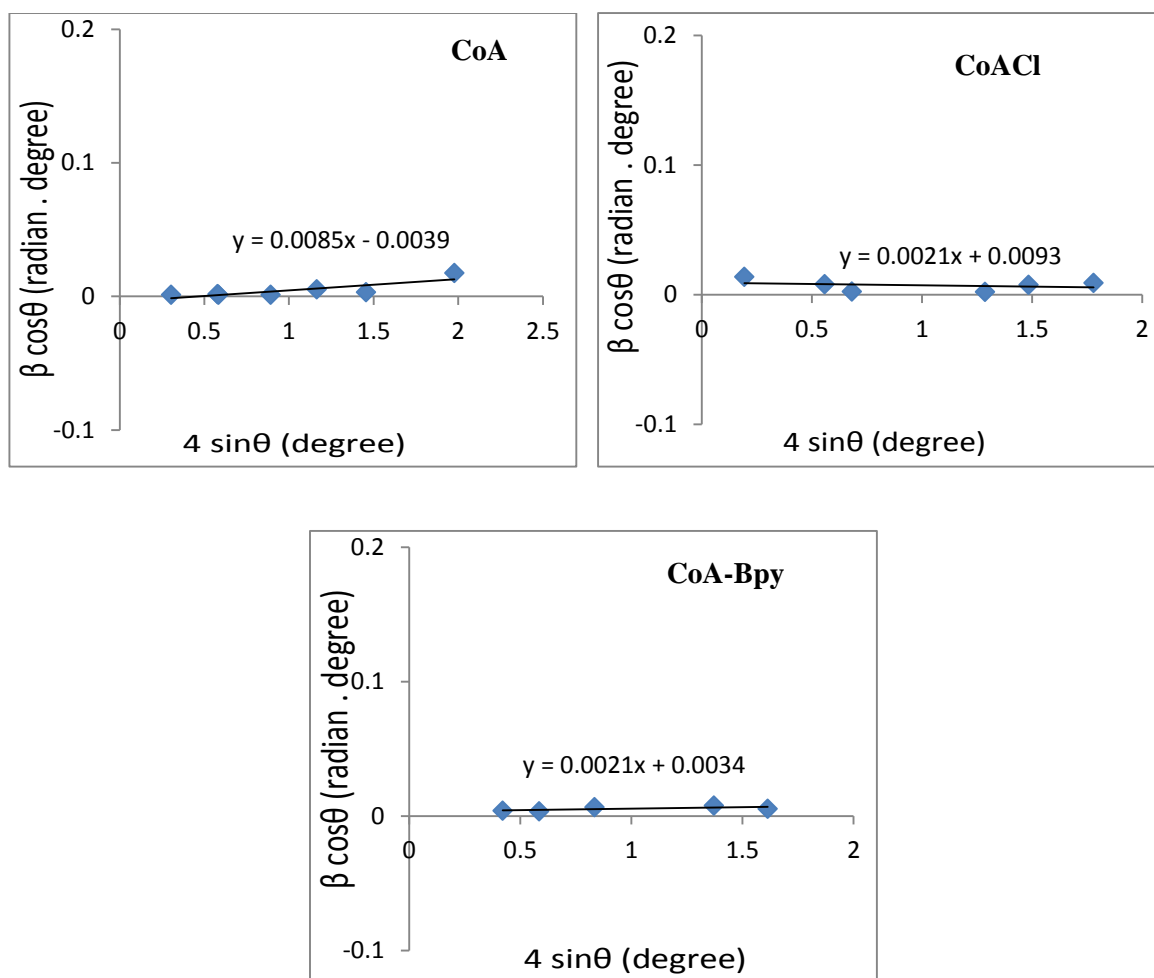 CoA
β cosθ (radian . degree)
0.2
0.1
0
-0.1
y = 0.0085x - 0.0039
0 0.5 1 1.5 2 2.5
4 sinθ (degree)
CoACl
β cosθ (radian . degree)
0.2
0.1
0
-0.1
y = 0.0021x + 0.0093
0 0.5 1 1.5 2
4 sinθ (degree)
CoA-Bpy
β cosθ (radian . degree)
0.2
0.1
0
-0.1
y = 0.0021x + 0.0034
0 0.5 1 1.5 2
4 sinθ (degree)